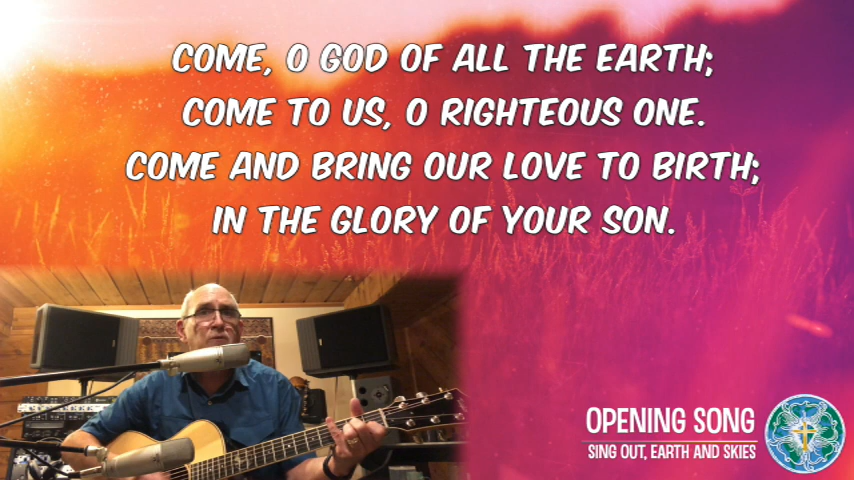 COME, O GOD OF ALL THE EARTH;
COME TO US, O RIGHTEOUS ONE.
COME AND BRING OUR LOVE TO BIRTH;
IN THE GLORY OF YOUR SON.
OPENING SONG
SING OUT, EARTH AND SKIES